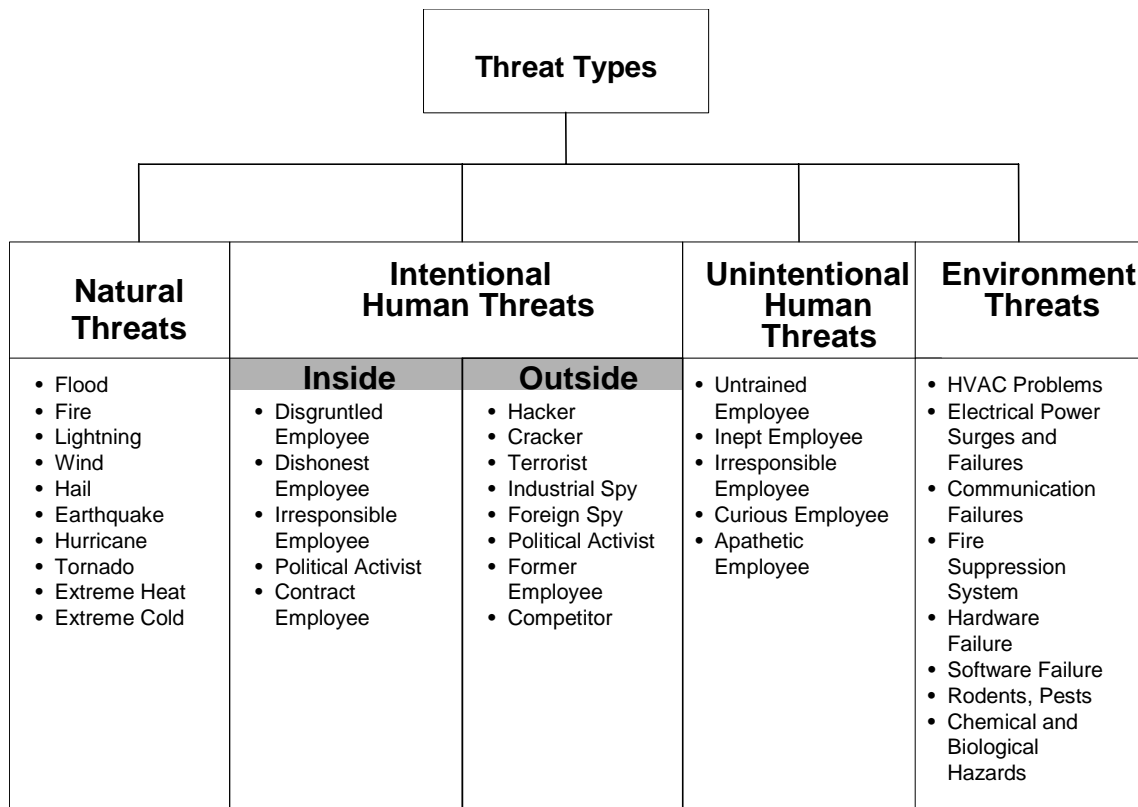 Threat Types
Natural
Threats
• Flood
• Fire
• Lightning
• Wind
• Hail
• Earthquake
• Hurricane
• Tornado
• Extreme Heat
• Extreme Cold
Intentional
Human Threats
Inside
• Disgruntled
Employee
• Dishonest
Employee
• Irresponsible
Employee
• Political Activist
• Contract
Employee
Outside
• Hacker
• Cracker
• Terrorist
• Industrial Spy
• Foreign Spy
• Political Activist
• Former
Employee
• Competitor
Unintentional
Human
Threats
• Untrained
Employee
• Inept Employee
• Irresponsible
Employee
• Curious Employee
• Apathetic
Employee
Environment
Threats
• HVAC Problems
• Electrical Power
Surges and
Failures
• Communication
Failures
• Fire
Suppression
System
• Hardware
Failure
• Software Failure
• Rodents, Pests
• Chemical and
Biological
Hazards